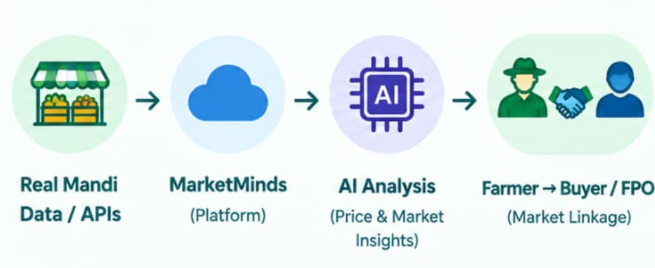 AI
Real Mandi
Data / APIs
MarketMinds
(Platform)
AI Analysis
(Price & Market
Insights)
Farmer → Buyer / FPO
(Market Linkage)